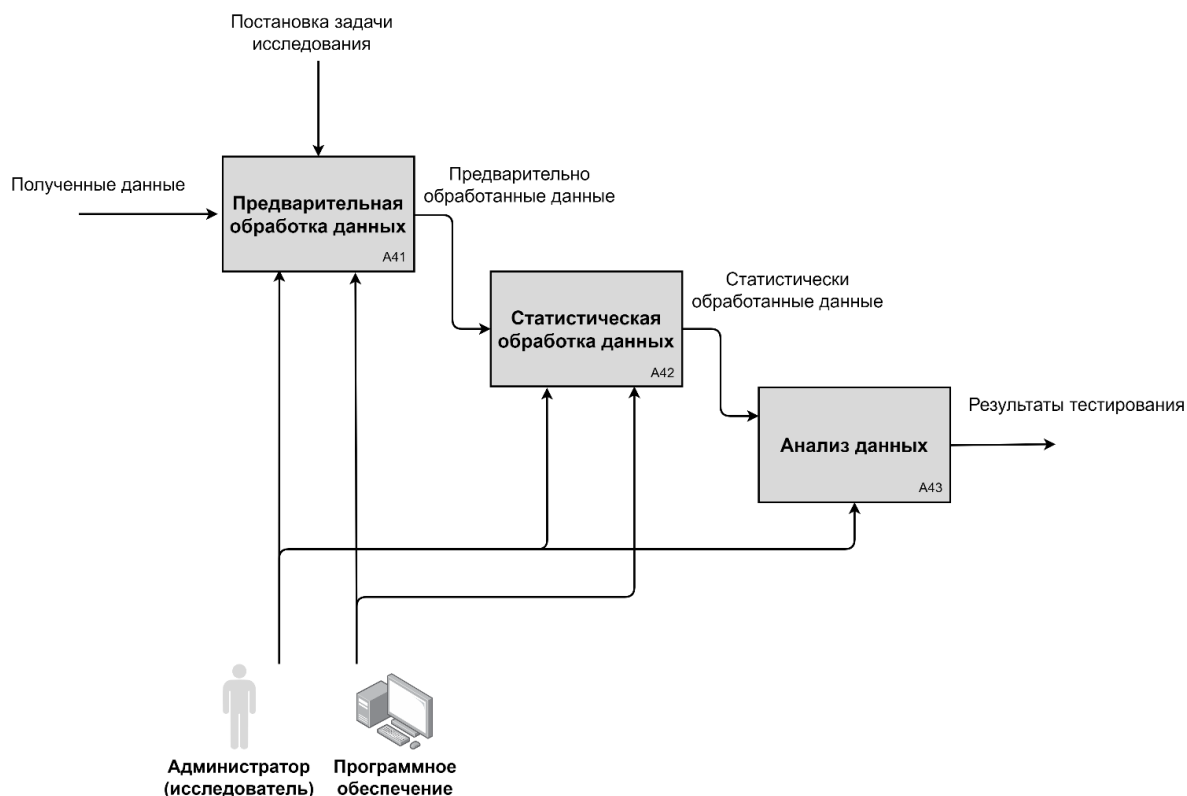 Постановка задачи
исследования
Полученные данные
Предварительная
обработка данных
A41
Предварительно
обработанные данные
Статистическая
обработка данных
A42
Статистически
обработанные данные
Анализ данных
A43
Результаты тестирования
Администратор
(исследователь)
Программное
обеспечение